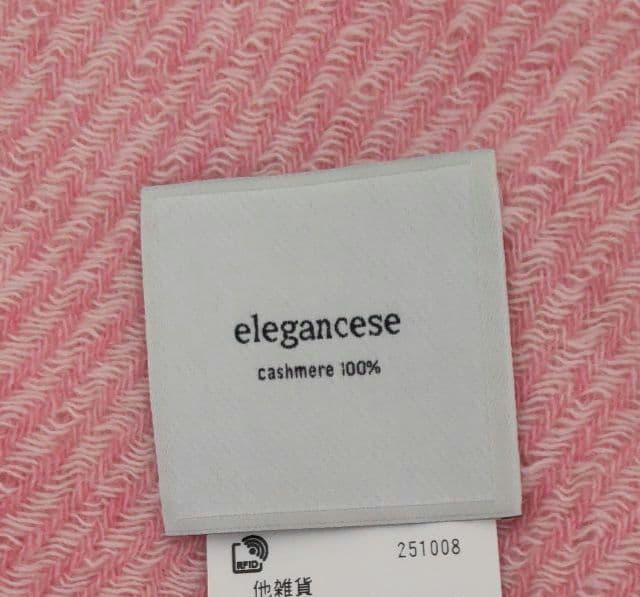 elegancese
cashmere 100%
RFID
251008
他雑貨